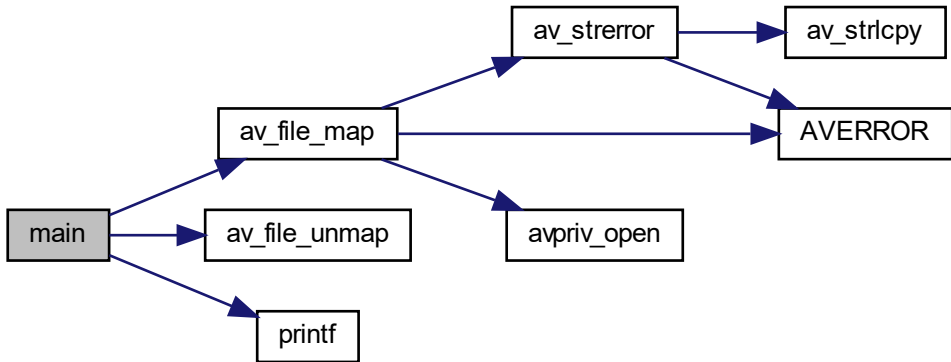 av_strerror
av_strlcpy
av_file_map
AVERROR
main
av_file_unmap
avpriv_open
printf